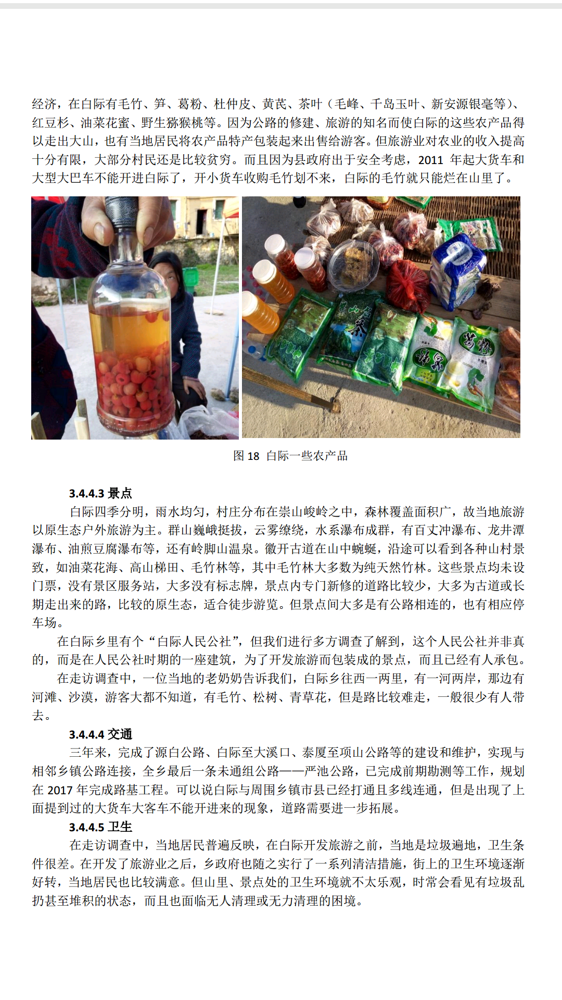 经济，在白际有毛竹、笋、葛粉、杜仲皮、黄芪、茶叶（毛峰、千岛玉叶、新安源银毫等）、
红豆杉、油菜花蜜、野生猕猴桃等。因为公路的修建、旅游的知名而使白际的这些农产品得
以走出大山，也有当地居民将农产品特产包装起来出售给游客。但旅游业对农业的收入提高
十分有限，大部分村民还是比较贫穷。而且因为县政府出于安全考虑，2011 年起大货车和
大型大巴车不能开进白际了，开小货车收购毛竹划不来，白际的毛竹就只能烂在山里了。
山名
茶
葛粉
图 18 白际一些农产品
3.4.4.3 景点
白际四季分明，雨水均匀，村庄分布在崇山峻岭之中，森林覆盖面积广，故当地旅游
以原生态户外旅游为主。群山巍峨挺拔，云雾缭绕，水系瀑布成群，有百丈冲瀑布、龙井潭
瀑布、油煎豆腐瀑布等，还有岭脚山温泉。徽开古道在山中蜿蜒，沿途可以看到各种山村景
致，如油菜花海、高山梯田、毛竹林等，其中毛竹林大多数为纯天然竹林。这些景点均未设
门票，没有景区服务站，大多没有标志牌，景点内专门新修的道路比较少，大多为古道或长
期走出来的路，比较的原生态，适合徒步游览。但景点间大多是有公路相连的，也有相应停
车场。
在白际乡里有个“白际人民公社”，但我们进行多方调查了解到，这个人民公社并非真
的，而是在人民公社时期的一座建筑，为了开发旅游而包装成的景点，而且已经有人承包。
在走访调查中，一位当地的老奶奶告诉我们，白际乡往西一两里，有一河两岸，那边有
河滩、沙漠，游客大都不知道，有毛竹、松树、青草花，但是路比较难走，一般很少有人带
去。
3.4.4.4 交通
三年来，完成了源白公路、白际至大溪口、泰厦至项山公路等的建设和维护，实现与
相邻乡镇公路连接，全乡最后一条未通组公路——严池公路，已完成前期勘测等工作，规划
在 2017 年完成路基工程。可以说白际与周围乡镇市县已经打通且多线连通，但是出现了上
面提到过的大货车大客车不能开进来的现象，道路需要进一步拓展。
3.4.4.5 卫生
在走访调查中，当地居民普遍反映，在白际开发旅游之前，当地是垃圾遍地，卫生条
件很差。在开发了旅游业之后，乡政府也随之实行了一系列清洁措施，街上的卫生环境逐渐
好转，当地居民也比较满意。但山里、景点处的卫生环境就不太乐观，时常会看见有垃圾乱
扔甚至堆积的状态，而且也面临无人清理或无力清理的困境。